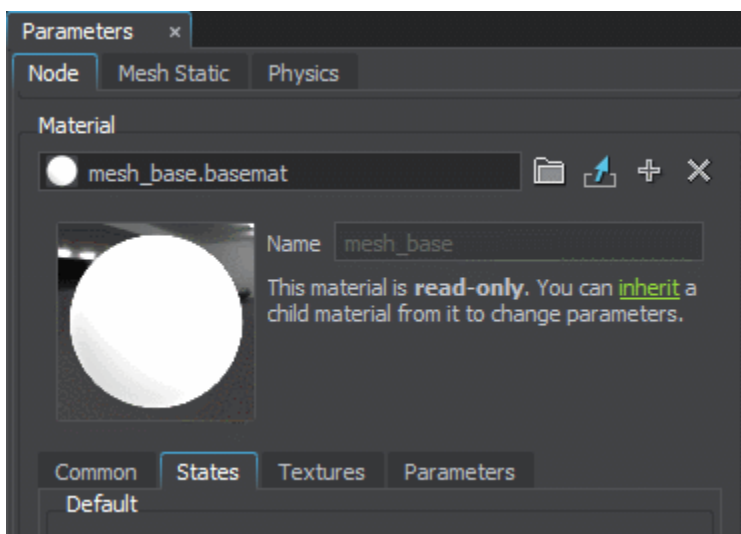 Parameters ×
Node Mesh Static Physics
Material
mesh_base.basemat
Name mesh_base
This material is read-only. You can inherit a
child material from it to change parameters.
Common States Textures Parameters
Default